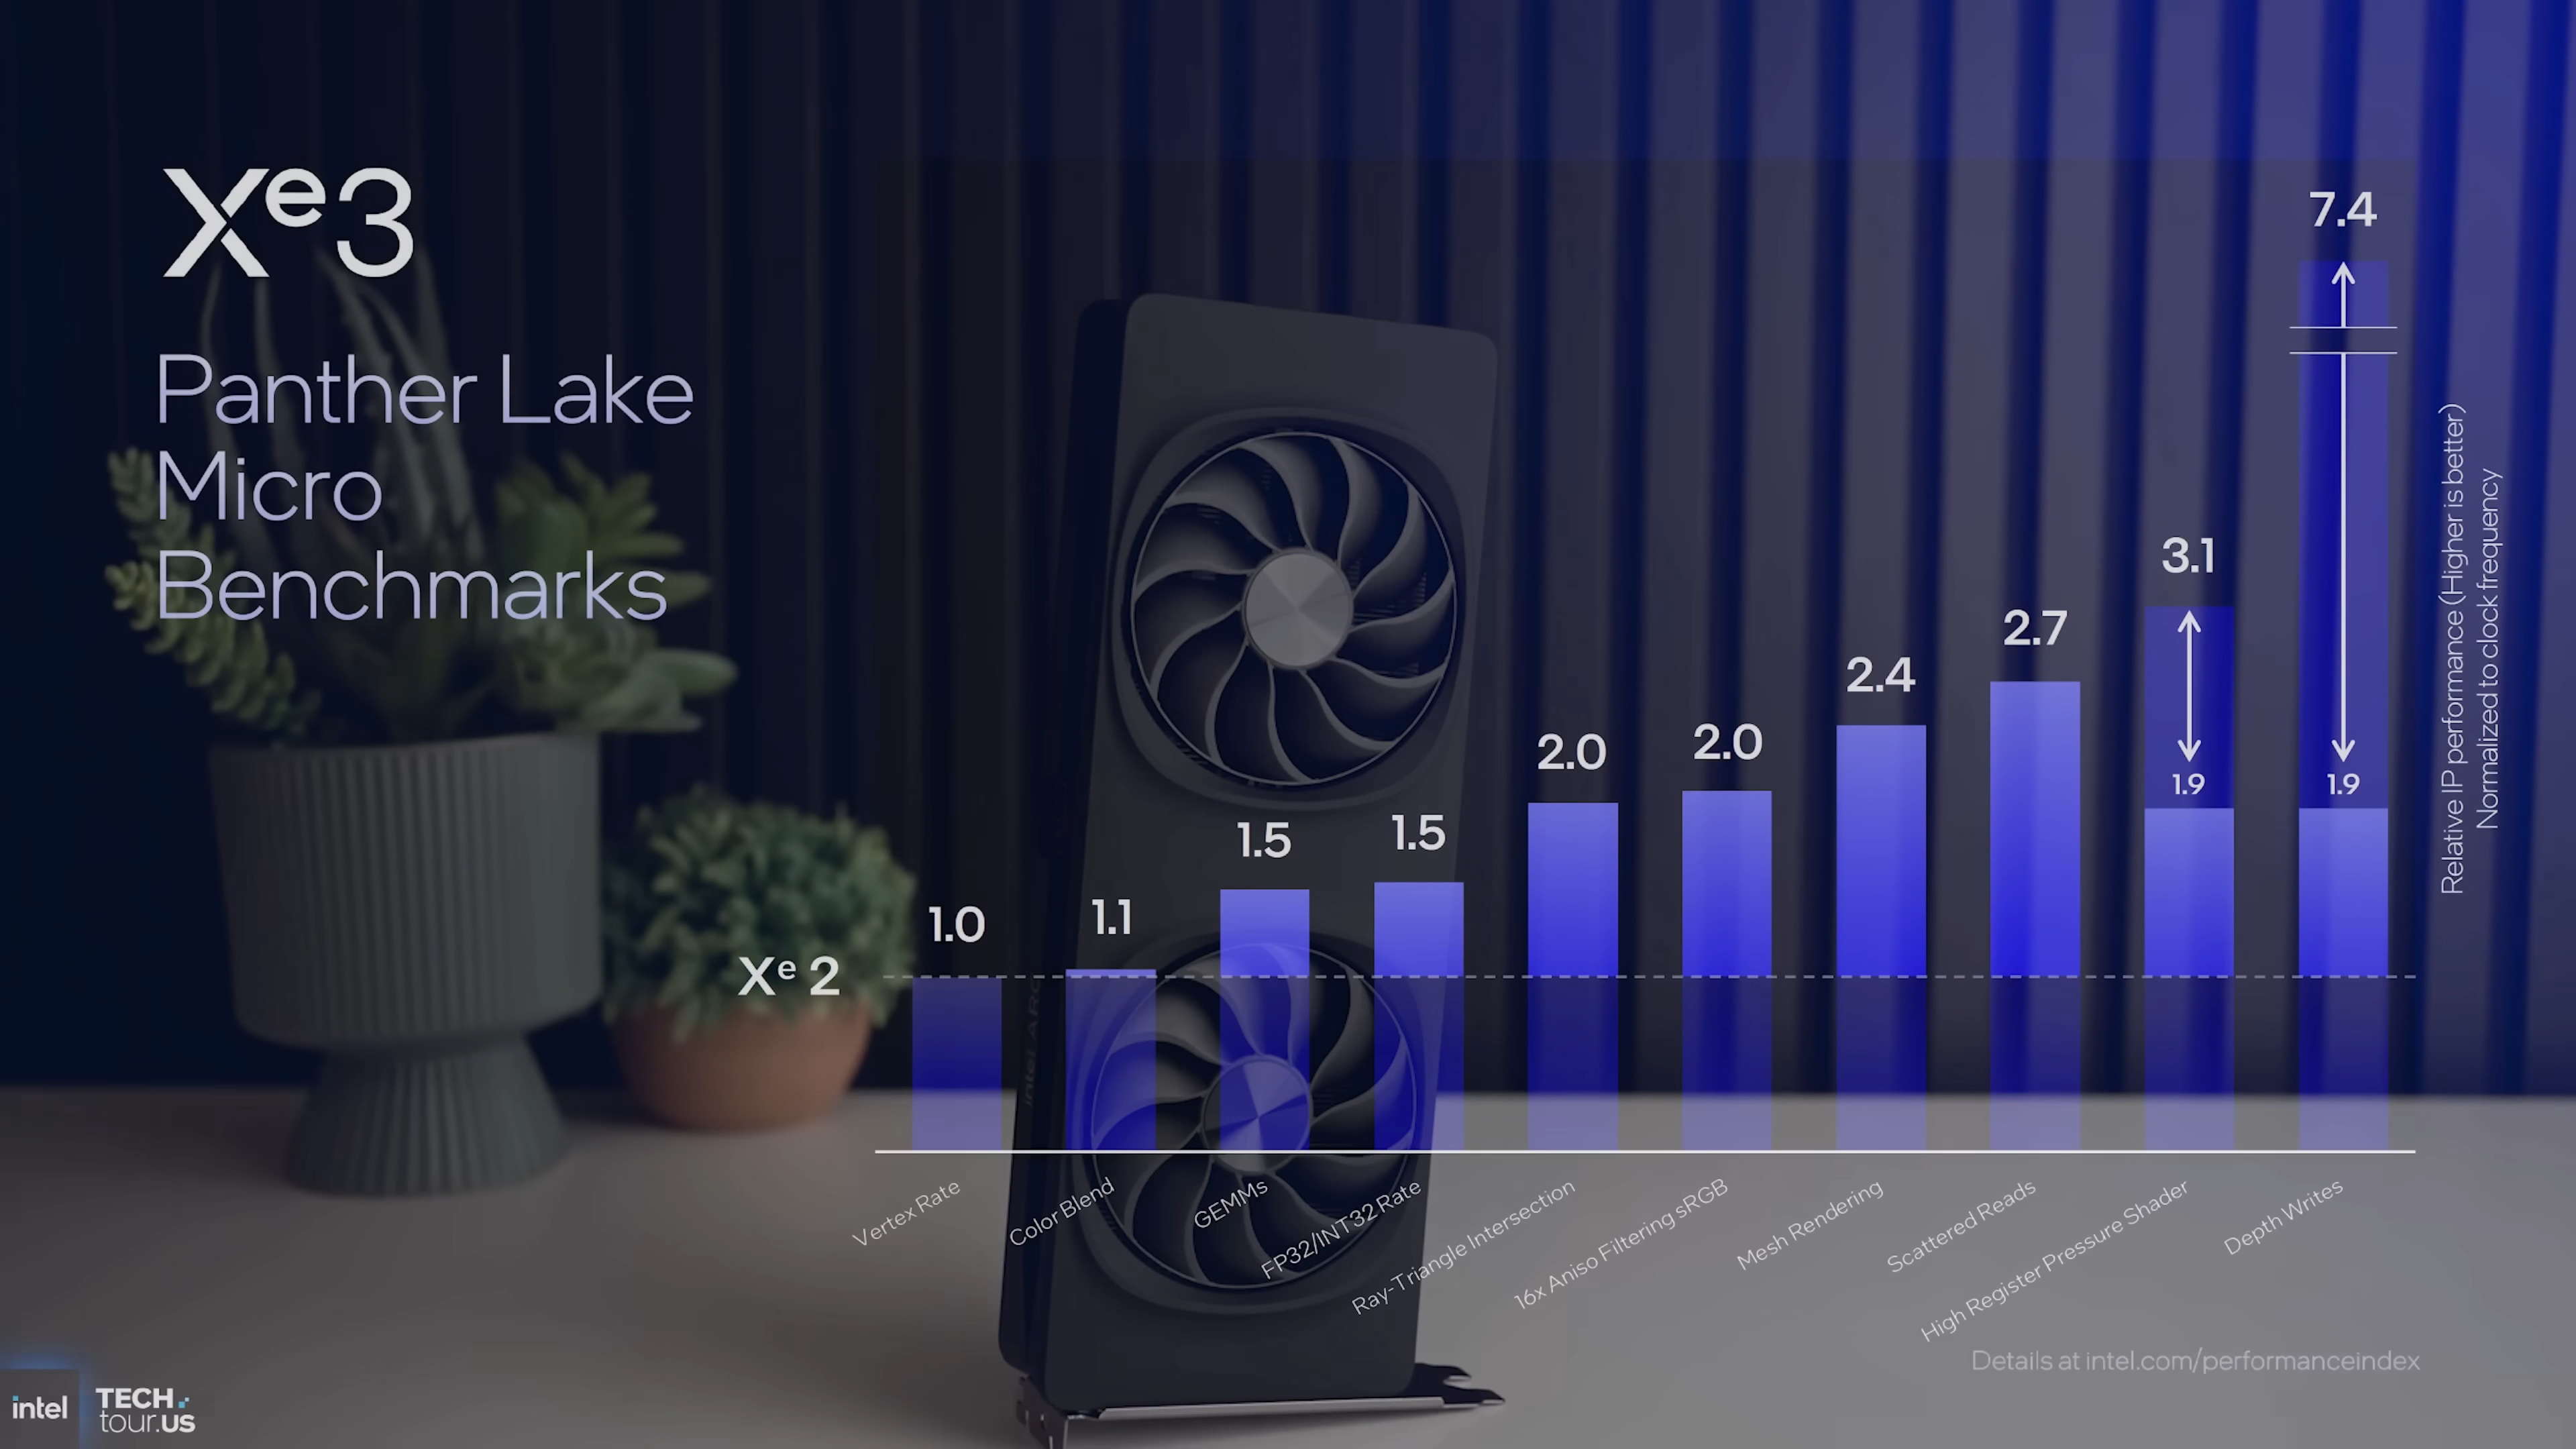 Xe3
Panther Lake
Micro
Benchmarks
7.4
3.1
2.7
2.4
2.0
2.0
1.9
1.9
1.5
1.5
1.1
1.0
Xe 2
Relative IP performance (Higher is better)
Normalized to clock frequency
Vertex Rate
Color Blend
GEMMs
FP32/INT32 Rate
Ray-Triangle Intersection
16x Aniso Filtering sRGB
Mesh Rendering
Scattered Reads
High Register Pressure Shader
Depth Writes
intel ARC
Details at intel.com/performanceindex
intel
TECH
tour.US